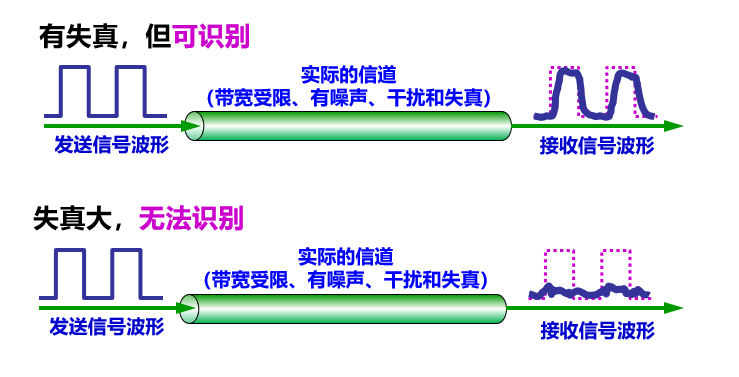 有失真，但可识别
实际的信道
（带宽受限、有噪声、干扰和失真）
发送信号波形
接收信号波形
失真大，无法识别
实际的信道
（带宽受限、有噪声、干扰和失真）
发送信号波形
接收信号波形